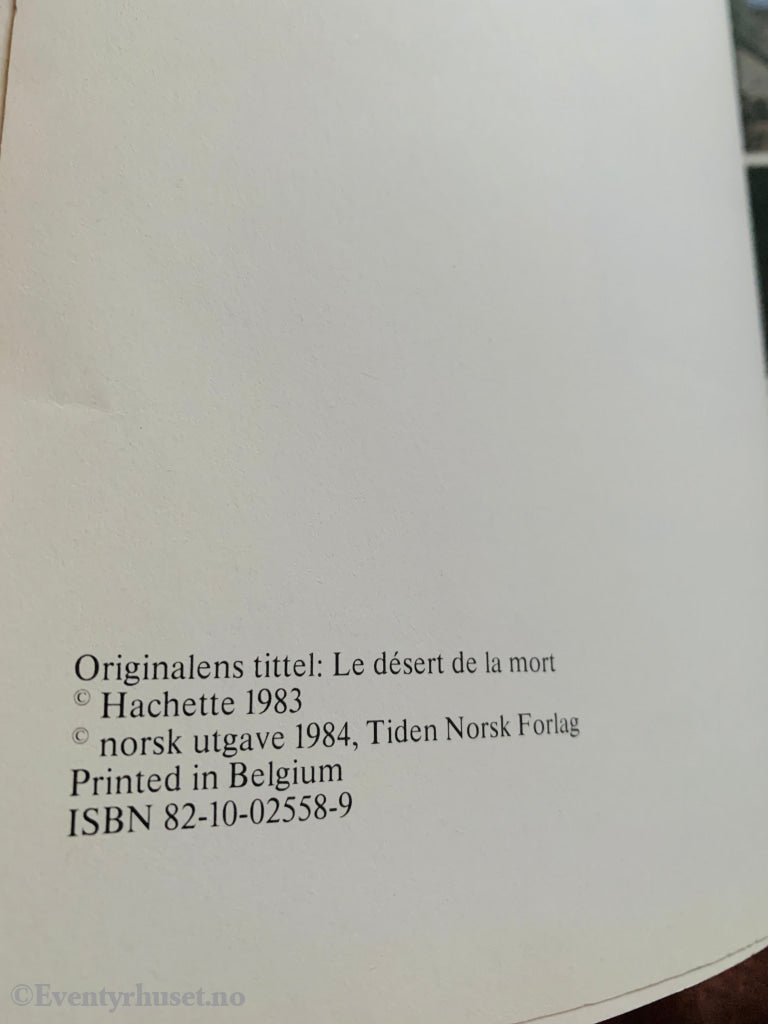 Originalens tittel: Le désert de la mort
© Hachette 1983
© norsk utgave 1984, Tiden Norsk Forlag
Printed in Belgium
ISBN 82-10-02558-9
©Eventyrhuset.no